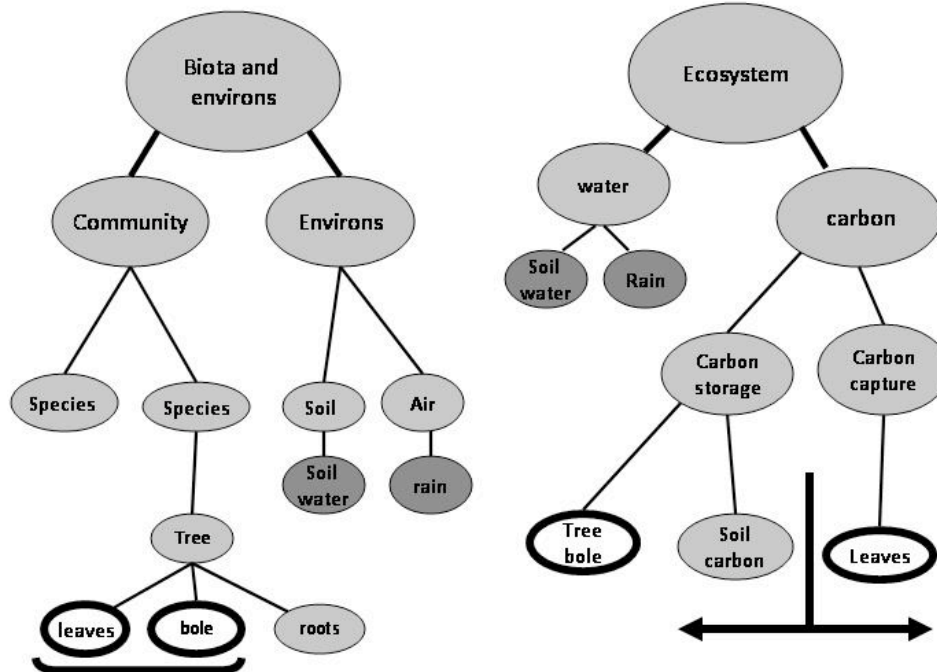 Biota and
environs
Community
Environs
Species
Species
Soil
Air
Soil
water
rain
Tree
leaves
bole
roots
Ecosystem
water
carbon
Soil
water
Rain
Carbon
storage
Carbon
capture
Tree
bole
Soil
carbon
Leaves